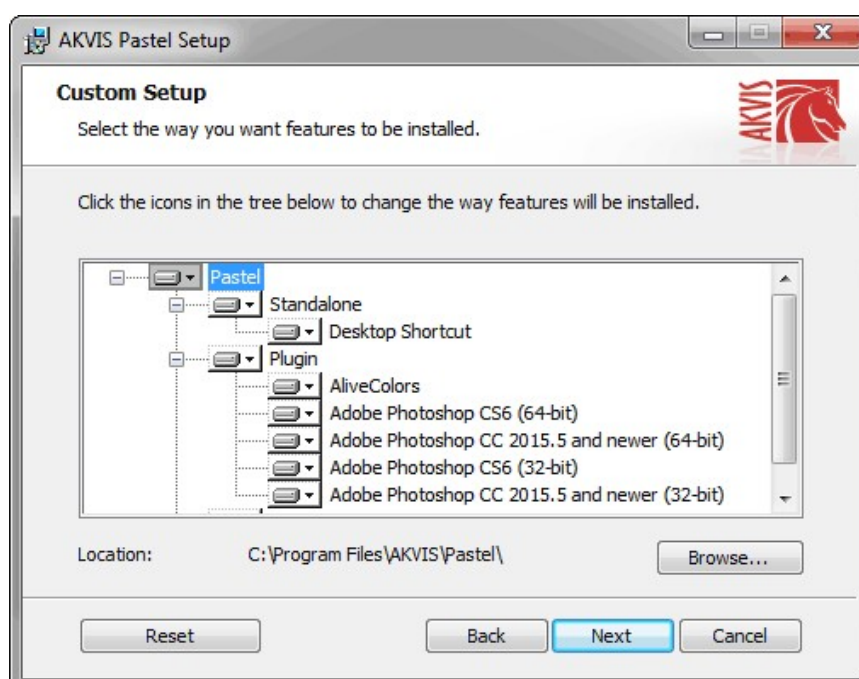 AKVIS Pastel Setup
Custom Setup
Select the way you want features to be installed.
AKVIS
Click the icons in the tree below to change the way features will be installed.
Pastel
Standalone
Desktop Shortcut
Plugin
AliveColors
Adobe Photoshop CS6 (64-bit)
Adobe Photoshop CC 2015.5 and newer (64-bit)
Adobe Photoshop CS6 (32-bit)
Adobe Photoshop CC 2015.5 and newer (32-bit)
Location: C:\Program Files\AKVIS\Pastel\ Browse...
Reset Back Next Cancel